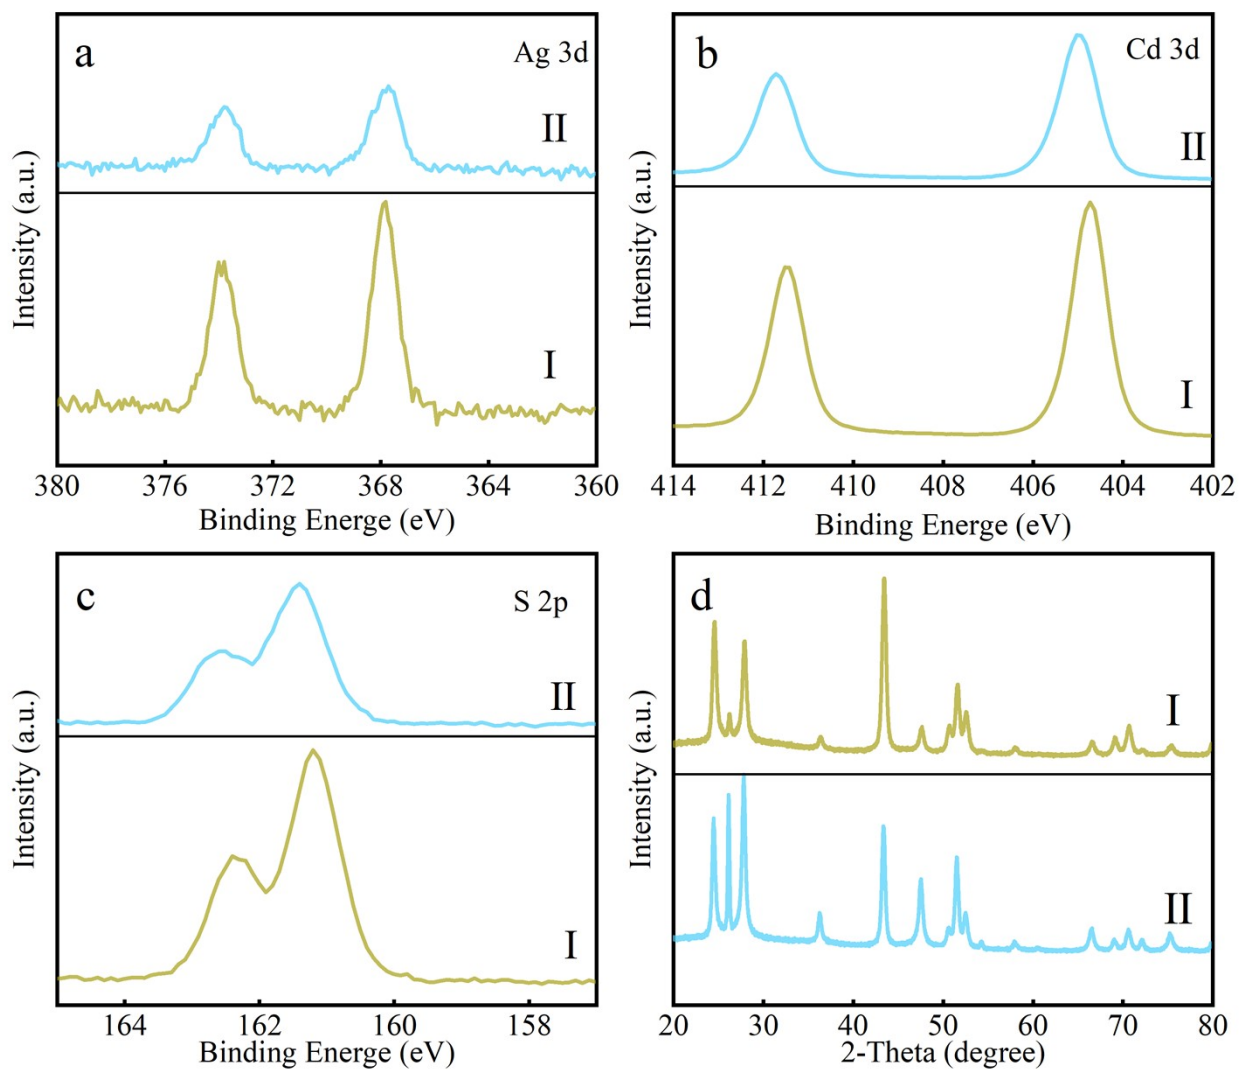 a
Ag 3d
II
I
Intensity (a.u.)
380 376 372 368 364 360
Binding Energe (eV)
b
Cd 3d
II
I
Intensity (a.u.)
414 412 410 408 406 404 402
Binding Energe (eV)
c
S 2p
II
I
Intensity (a.u.)
164 162 160 158
Binding Energe (eV)
d
I
II
Intensity (a.u.)
20 30 40 50 60 70 80
2-Theta (degree)